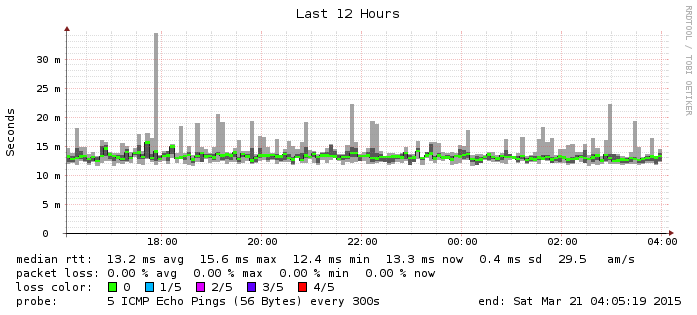 Last 12 Hours
RRDTOOL / TOBI OETIKER
Seconds
30 m
25 m
20 m
15 m
10 m
5 m
0
18:00 20:00 22:00 00:00 02:00 04:00
median rtt: 13.2 ms avg 15.6 ms max 12.4 ms min 13.3 ms now 0.4 ms sd 29.5 am/s
packet loss: 0.00 % avg 0.00 % max 0.00 % min 0.00 % now
loss color: 0 1/5 2/5 3/5 4/5
probe: 5 ICMP Echo Pings (56 Bytes) every 300s end: Sat Mar 21 04:05:19 2015